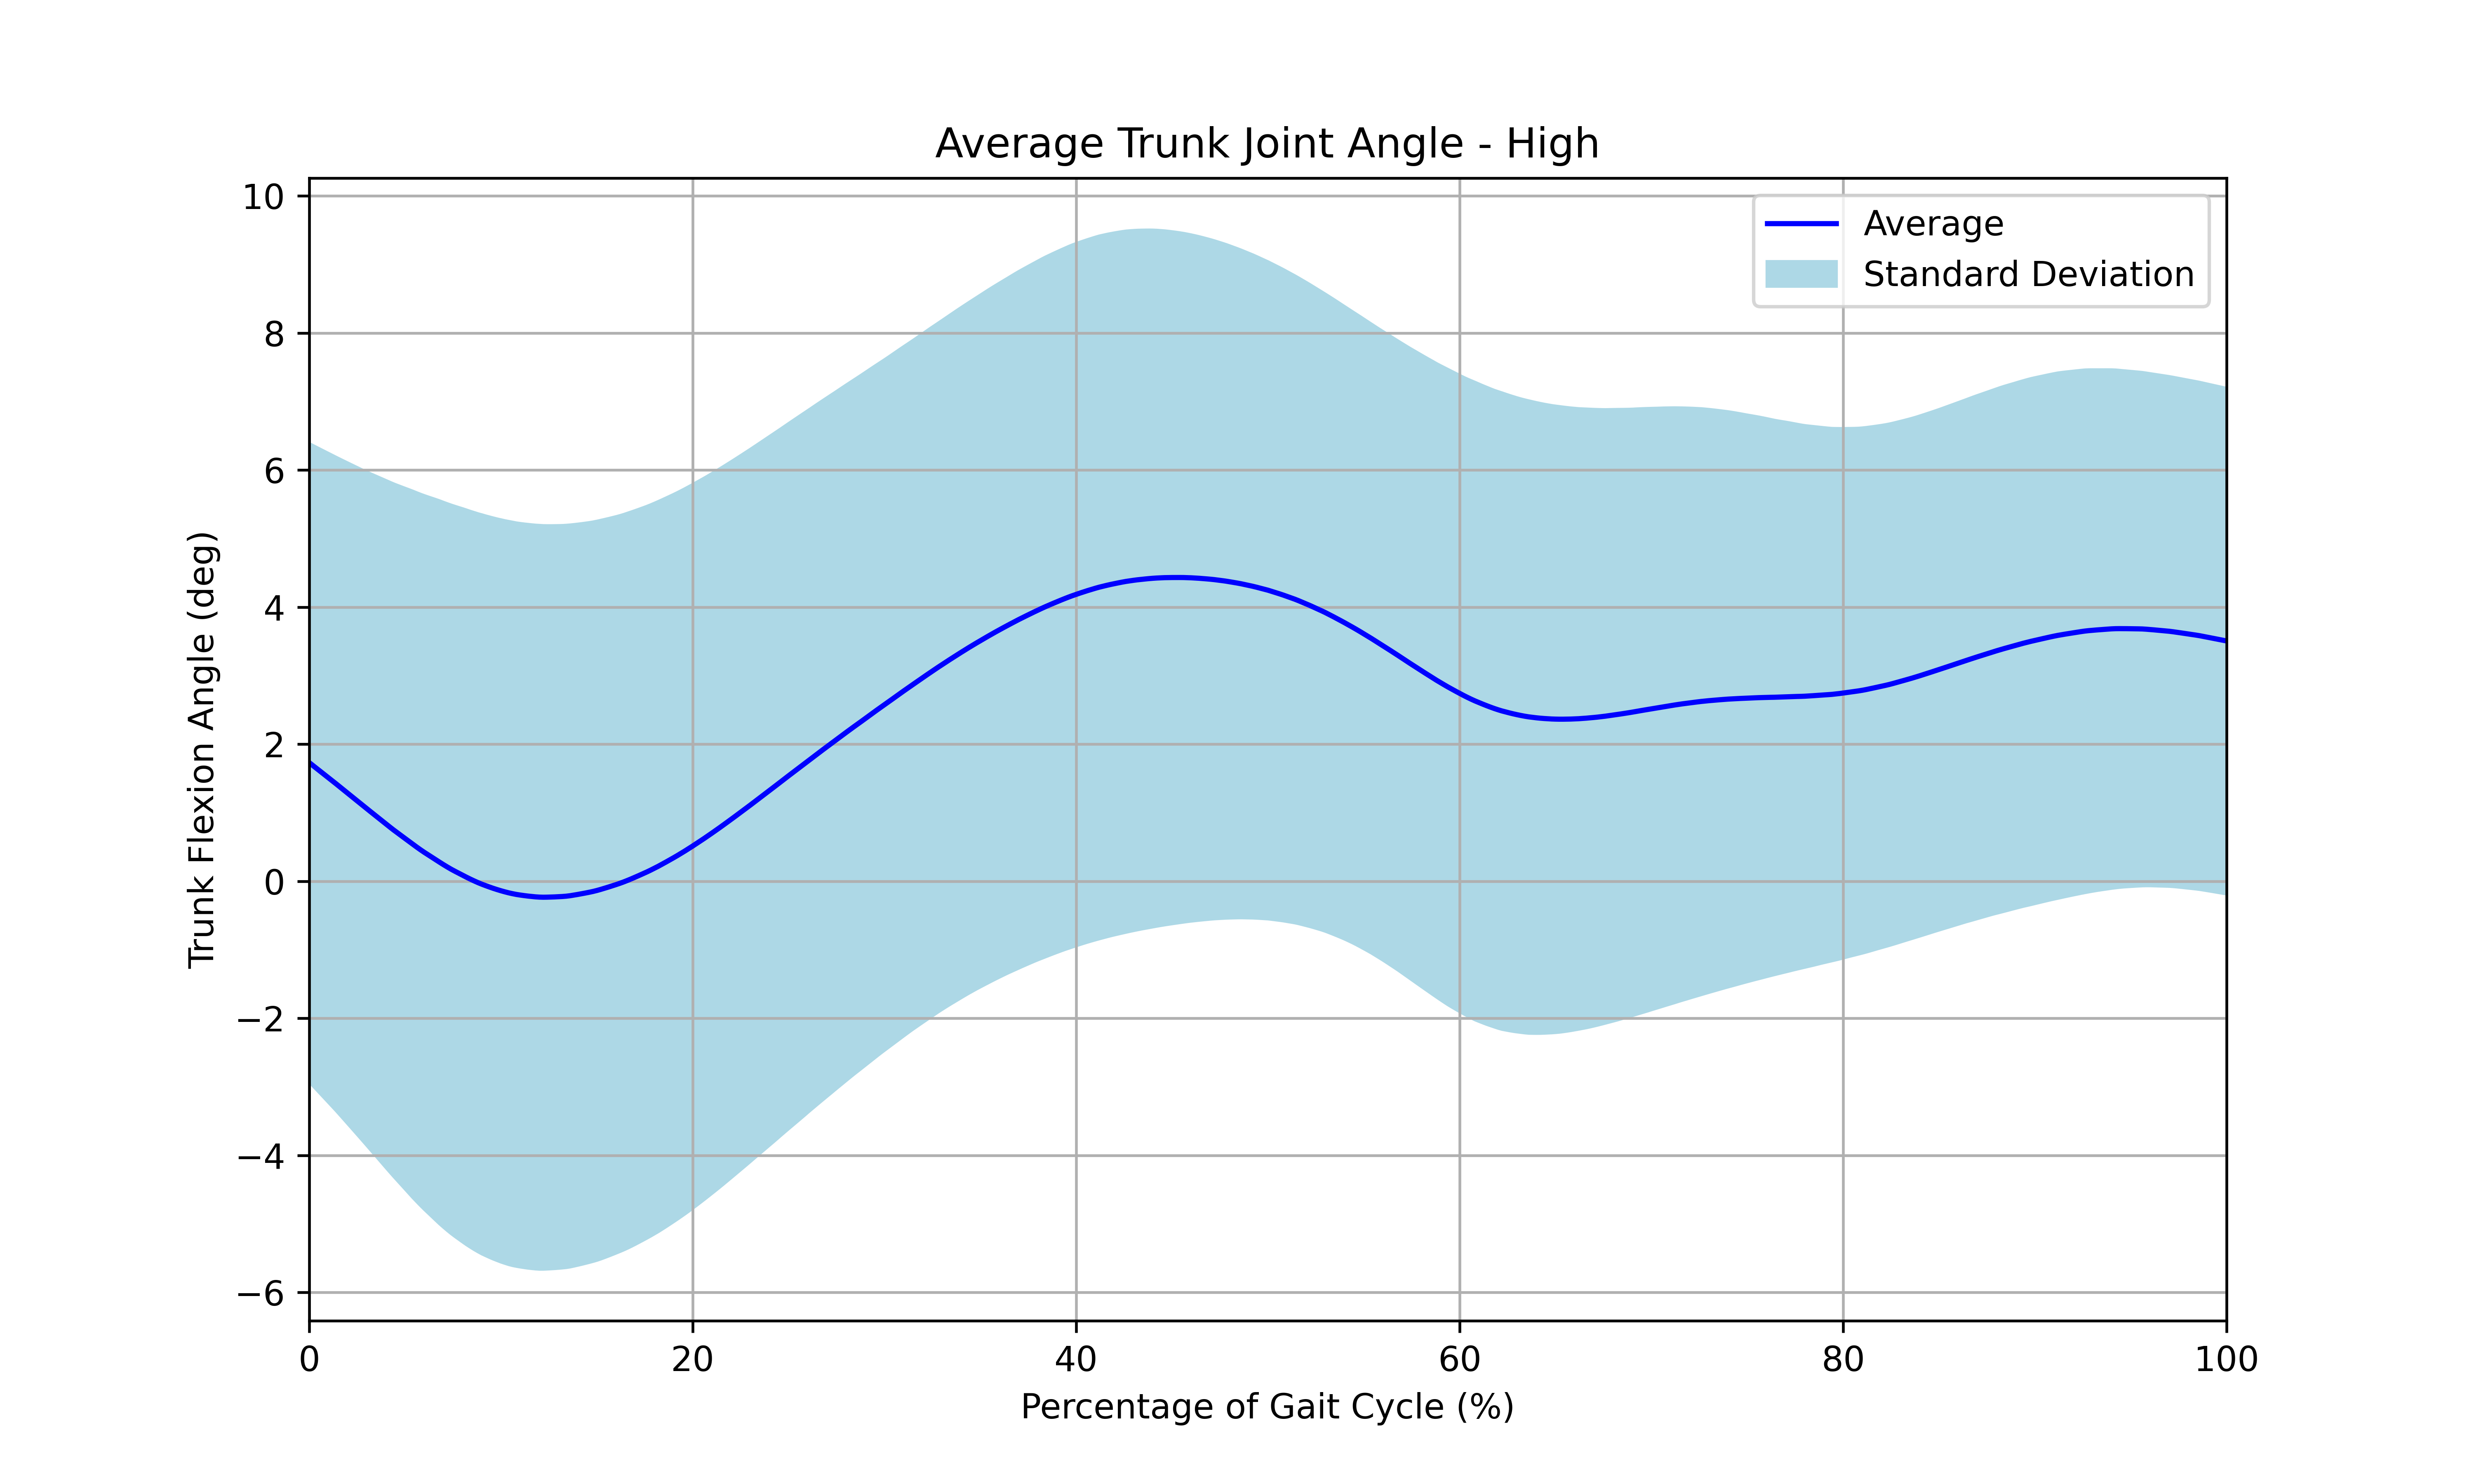 Average Trunk Joint Angle - High
Average
Standard Deviation
Trunk Flexion Angle (deg)
10
8
6
4
2
0
−2
−4
−6
0 20 40 60 80 100
Percentage of Gait Cycle (%)